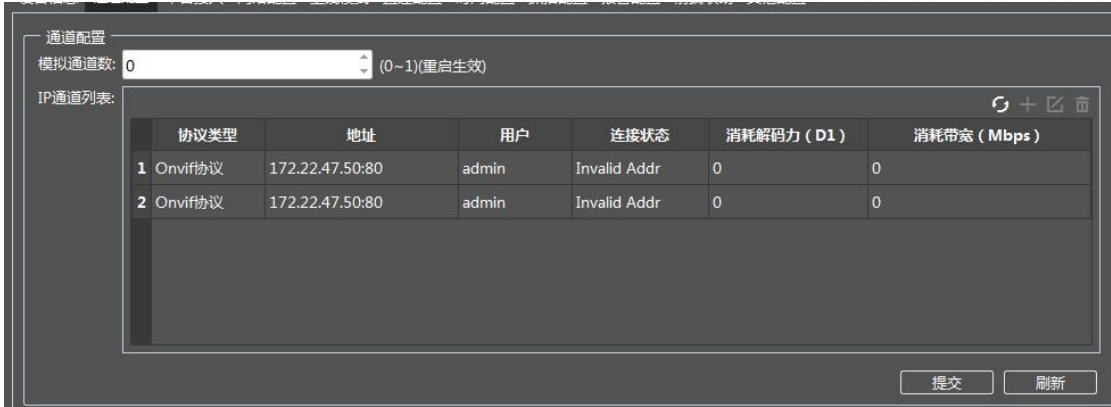 通道配置
模拟通道数: 0 (0~1)(重启生效)
IP通道列表:
协议类型 地址 用户 连接状态 消耗解码力(D1) 消耗带宽(Mbps)
1 Onvif协议 172.22.47.50:80 admin Invalid Addr 0 0
2 Onvif协议 172.22.47.50:80 admin Invalid Addr 0 0
提交 刷新